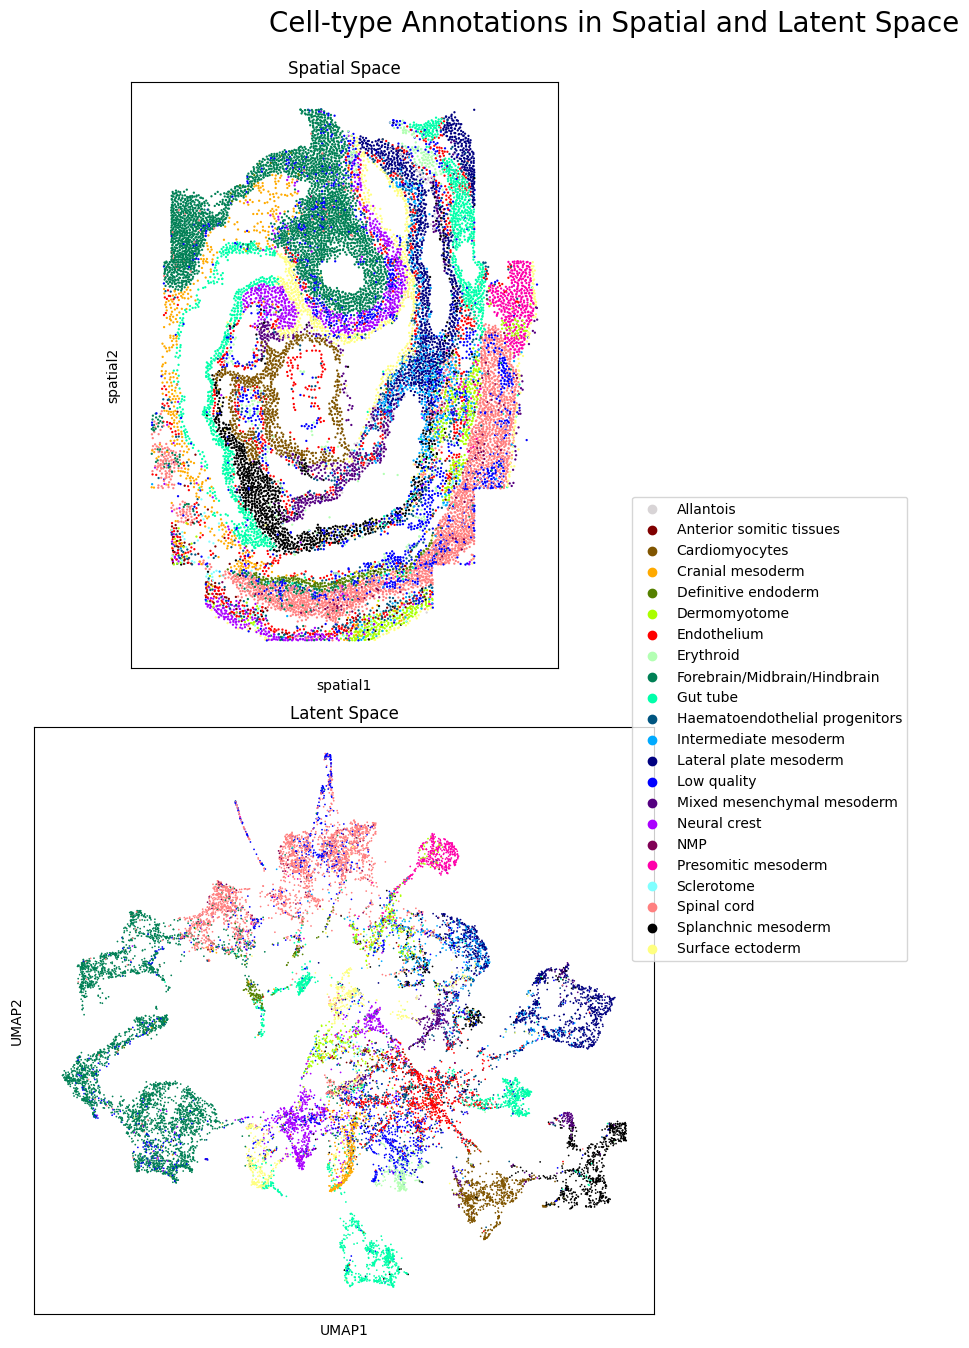 Cell-type Annotations in Spatial and Latent Space
Spatial Space
spatial2
spatial1
Allantois
Anterior somitic tissues
Cardiomyocytes
Cranial mesoderm
Definitive endoderm
Dermomyotome
Endothelium
Erythroid
Forebrain/Midbrain/Hindbrain
Gut tube
Haematoendothelial progenitors
Intermediate mesoderm
Lateral plate mesoderm
Low quality
Mixed mesenchymal mesoderm
Neural crest
NMP
Presomitic mesoderm
Sclerotome
Spinal cord
Splanchnic mesoderm
Surface ectoderm
Latent Space
UMAP2
UMAP1